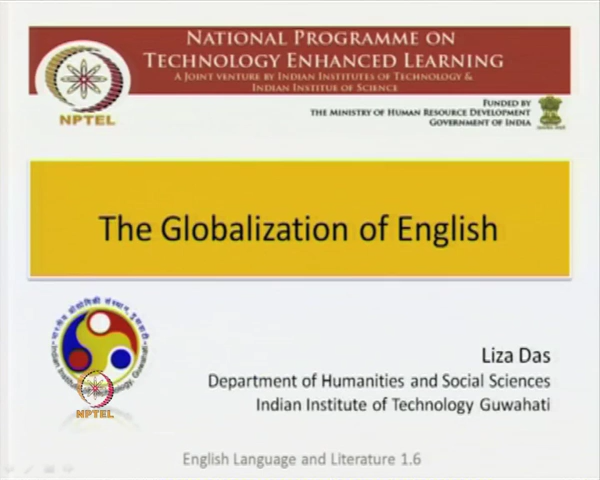 NATIONAL PROGRAMME ON
TECHNOLOGY ENHANCED LEARNING
A JOINT VENTURE BY INDIAN INSTITUTES OF TECHNOLOGY &
INDIAN INSTITUE OF SCIENCE
NPTEL
FUNDED BY
THE MINISTRY OF HUMAN RESOURCE DEVELOPMENT
GOVERNMENT OF INDIA
The Globalization of English
Liza Das
Department of Humanities and Social Sciences
Indian Institute of Technology Guwahati
NPTEL
English Language and Literature 1.6